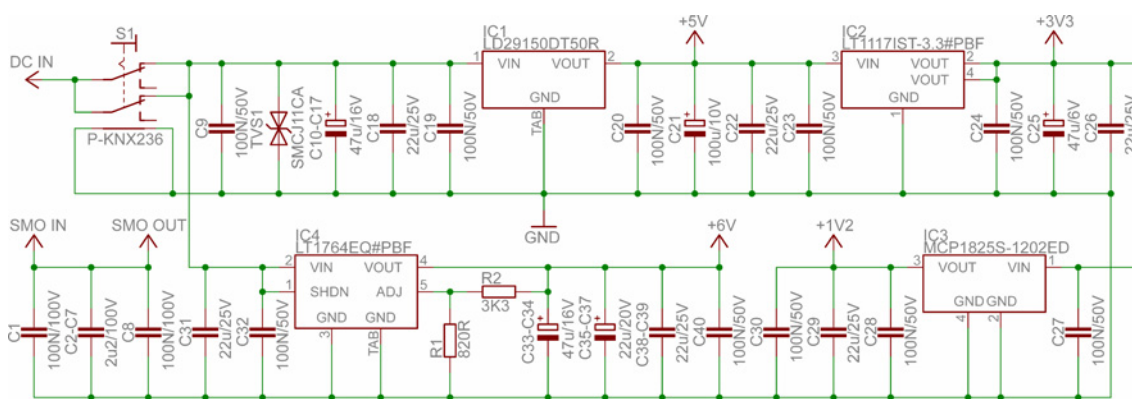 S1
DC IN
P-KNX236
C9
100N/50V
TVS1
SMCJ11CA
C10-C17
47u/16V
C18
22u/25V
C19
100N/50V
IC1
LD29150DT50R
1
VIN
VOUT
2
GND
TAB
GND
C20
100N/50V
+5V
C21
100u/10V
C22
22u/25V
C23
100N/50V
IC2
LT1117IST-3.3#PBF
3
VIN
VOUT
2
VOUT
4
GND
1
C24
100N/50V
+3V3
C25
47u/6V
C26
22u/25V
SMO IN
SMO OUT
C1
100N/100V
C2-C7
2u2/100V
C8
100N/100V
C31
22u/25V
C32
100N/50V
IC4
LT1764EQ#PBF
2
VIN
VOUT
4
1
SHDN
ADJ
5
GND
GND
3
TAB
R2
3K3
R1
820R
C33-C34
47u/16V
C35-C37
22u/20V
C38-C39
22u/25V
+6V
C40
100N/50V
C30
100N/50V
+1V2
C29
22u/25V
C28
100N/50V
IC3
MCP1825S-1202ED
3
VOUT
VIN
1
GND
GND
4
2
C27
100N/50V